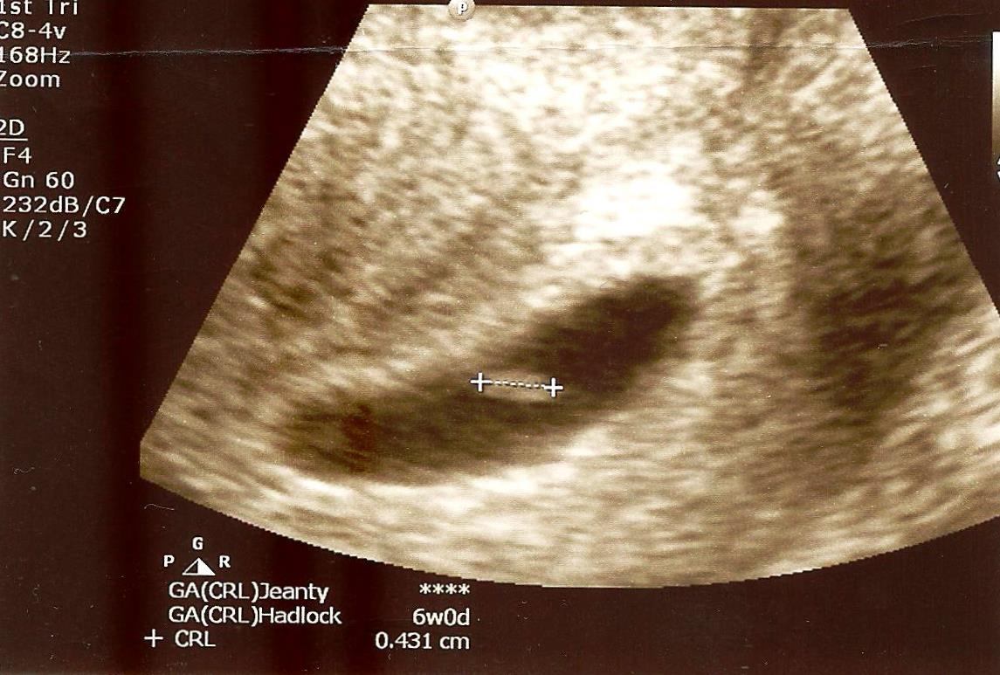 1st Tri
C8-4v
168Hz
Zoom
2D
F4
Gn 60
232dB/C7
K/2/3
P
G
P R
GA(CRL)Jeanty ****
GA(CRL)Hadlock 6w0d
+ CRL 0.431 cm